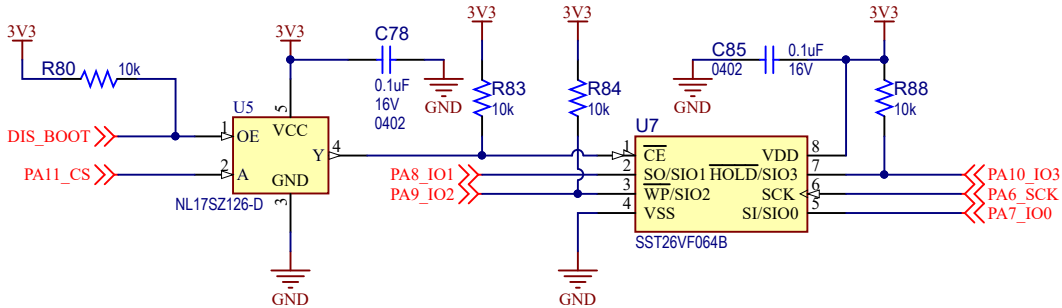 3V3
R80
10k
DIS_BOOT
PA11_CS
3V3
C78
0.1uF
16V
0402
GND
U5
1
OE
5
VCC
2
A
Y
4
GND
3
NL17SZ126-D
GND
3V3
R83
10k
3V3
R84
10k
PA8_IO1
PA9_IO2
GND
C85
0402
0.1uF
16V
GND
3V3
R88
10k
U7
1
CE
VDD
8
2
SO/SIO1
HOLD/SIO3
7
3
WP/SIO2
SCK
6
4
VSS
SI/SIO0
5
SST26VF064B
PA10_IO3
PA6_SCK
PA7_IO0